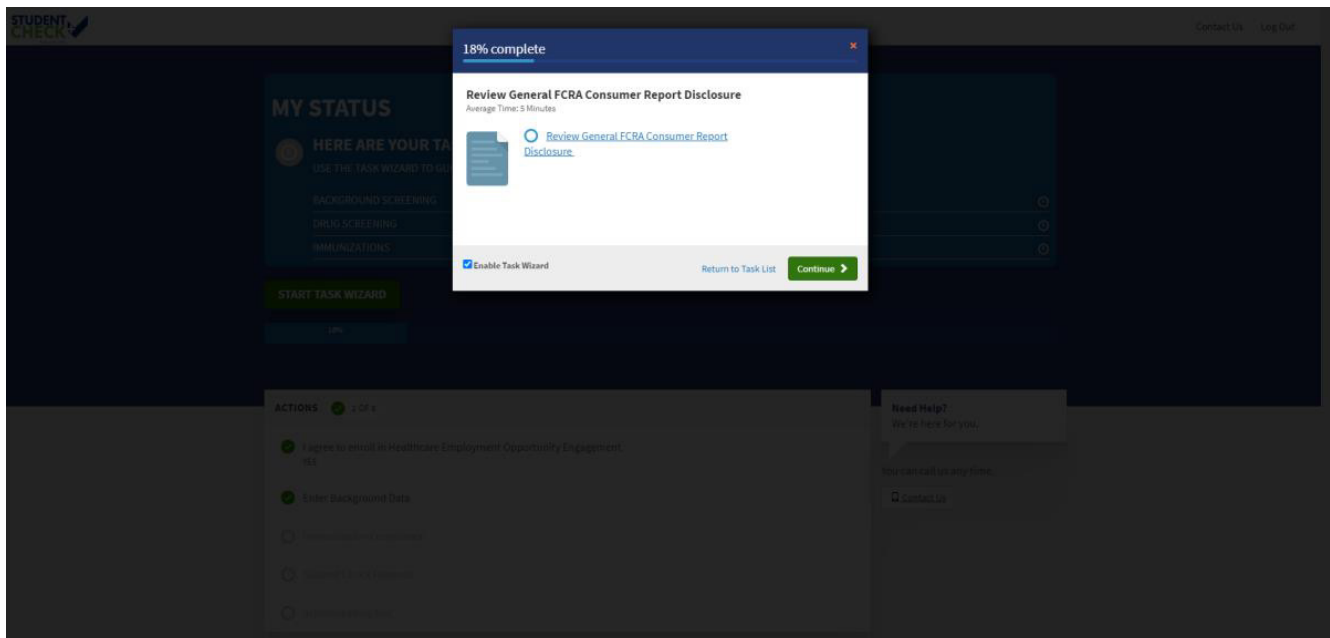 STUDENT
CHECK
Contact Us Log Out
18% complete
Review General FCRA Consumer Report Disclosure
Average Time: 5 Minutes
Review General FCRA Consumer Report
Disclosure
Enable Task Wizard
Return to Task List
Continue
MY STATUS
HERE ARE YOUR TA
USE THE TASK WIZARD TO GU
BACKGROUND SCREENING
DRUG SCREENING
IMMUNIZATIONS
START TASK WIZARD
18%
ACTIONS
I agree to enroll in Healthcare Employment Opportunity Engagement
YES
Enter Background Data
Need Help?
We're here for you.
You can call us any time.
Contact Us